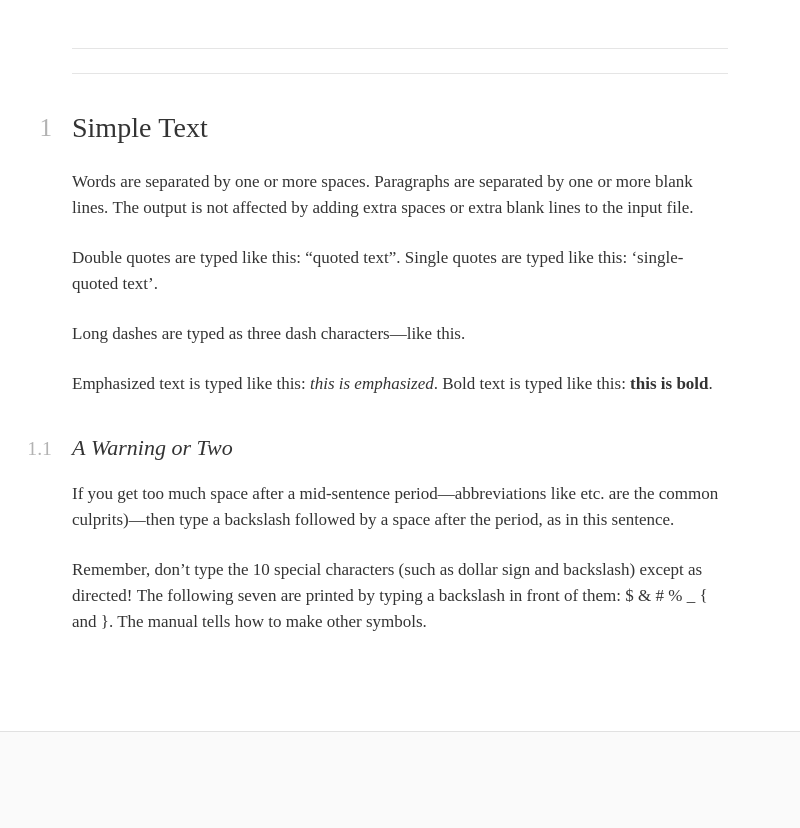 1 Simple Text
Words are separated by one or more spaces. Paragraphs are separated by one or more blank
lines. The output is not affected by adding extra spaces or extra blank lines to the input file.
Double quotes are typed like this: “quoted text”. Single quotes are typed like this: ‘single-
quoted text’.
Long dashes are typed as three dash characters—like this.
Emphasized text is typed like this: this is emphasized. Bold text is typed like this: this is bold.
1.1 A Warning or Two
If you get too much space after a mid-sentence period—abbreviations like etc. are the common
culprits)—then type a backslash followed by a space after the period, as in this sentence.
Remember, don’t type the 10 special characters (such as dollar sign and backslash) except as
directed! The following seven are printed by typing a backslash in front of them: $ & # % _ {
and }. The manual tells how to make other symbols.